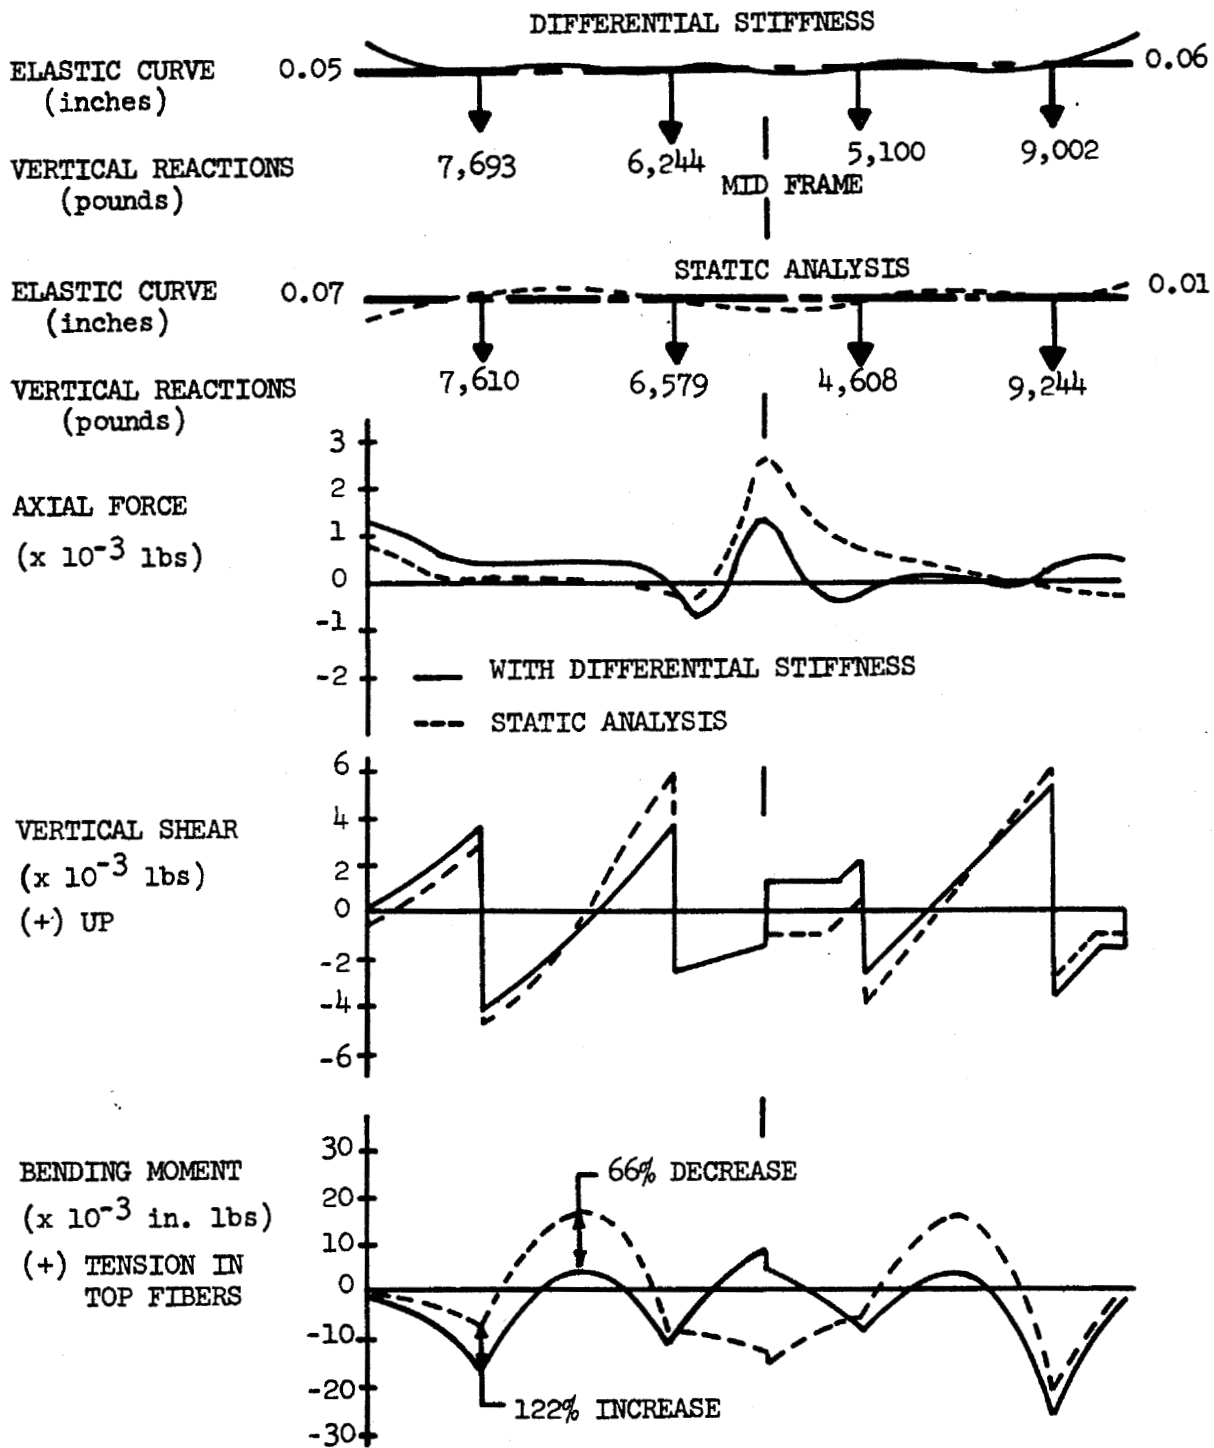 DIFFERENTIAL STIFFNESS
ELASTIC CURVE 0.05 0.06
(inches)
7,693 6,244 5,100 9,002
VERTICAL REACTIONS
(pounds)
MID FRAME
STATIC ANALYSIS
ELASTIC CURVE 0.07 0.01
(inches)
7,610 6,579 4,608 9,244
VERTICAL REACTIONS
(pounds)
3
2
AXIAL FORCE
1
(x 10⁻³ lbs)
0
-1
-2
WITH DIFFERENTIAL STIFFNESS
STATIC ANALYSIS
6
4
VERTICAL SHEAR
(x 10⁻³ lbs)
2
(+) UP
0
-2
-4
-6
30
BENDING MOMENT
66% DECREASE
20
(x 10⁻³ in. lbs)
10
(+) TENSION IN
TOP FIBERS
0
-10
-20
122% INCREASE
-30